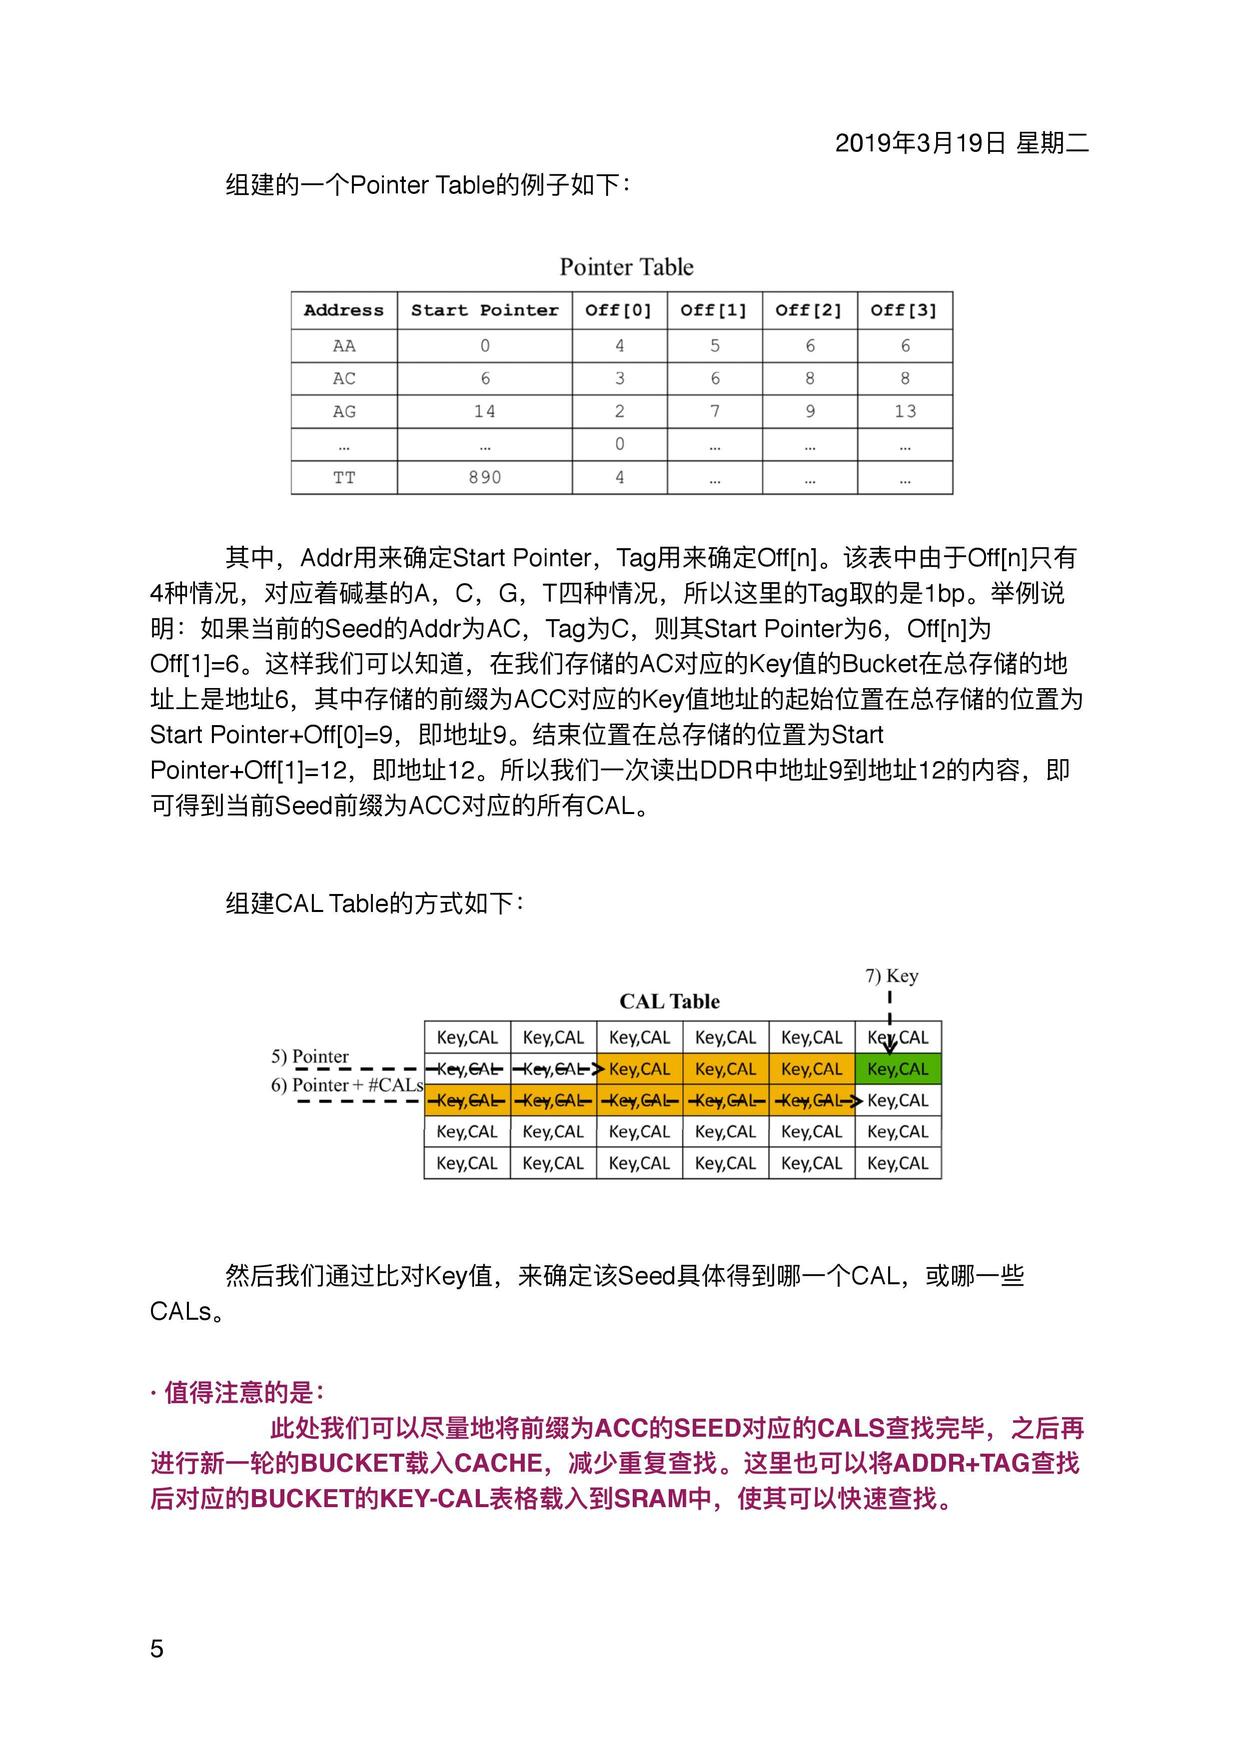 2019年3月19日 星期二
组建的一个Pointer Table的例子如下：
Pointer Table
Address Start Pointer Off[0] Off[1] Off[2] Off[3]
AA 0 4 5 6 6
AC 6 3 6 8 8
AG 14 2 7 9 13
... ... 0 ... ... ...
TT 890 4 ... ... ...
其中，Addr用来确定Start Pointer，Tag用来确定Off[n]。该表中由于Off[n]只有
4种情况，对应着碱基的A，C，G，T四种情况，所以这里的Tag取的是1bp。举例说
明：如果当前的Seed的Addr为AC，Tag为C，则其Start Pointer为6，Off[n]为
Off[1]=6。这样我们可以知道，在我们存储的AC对应的Key值的Bucket在总存储的地
址上是地址6，其中存储的前缀为ACC对应的Key值地址的起始位置在总存储的位置为
Start Pointer+Off[0]=9，即地址9。结束位置在总存储的位置为Start
Pointer+Off[1]=12，即地址12。所以我们一次读出DDR中地址9到地址12的内容，即
可得到当前Seed前缀为ACC对应的所有CAL。
组建CAL Table的方式如下：
7) Key
CAL Table
Key,CAL Key,CAL Key,CAL Key,CAL Key,CAL Key,CAL
5) Pointer
Key,CAL Key,CAL Key,CAL Key,CAL Key,CAL Key,CAL
6) Pointer + #CALs
Key,CAL Key,CAL Key,CAL Key,CAL Key,CAL Key,CAL
Key,CAL Key,CAL Key,CAL Key,CAL Key,CAL Key,CAL
Key,CAL Key,CAL Key,CAL Key,CAL Key,CAL Key,CAL
然后我们通过比对Key值，来确定该Seed具体得到哪一个CAL，或哪一些
CALs。
· 值得注意的是：
此处我们可以尽量地将前缀为ACC的SEED对应的CALS查找完毕，之后再
进行新一轮的BUCKET载入CACHE，减少重复查找。这里也可以将ADDR+TAG查找
后对应的BUCKET的KEY-CAL表格载入到SRAM中，使其可以快速查找。
5